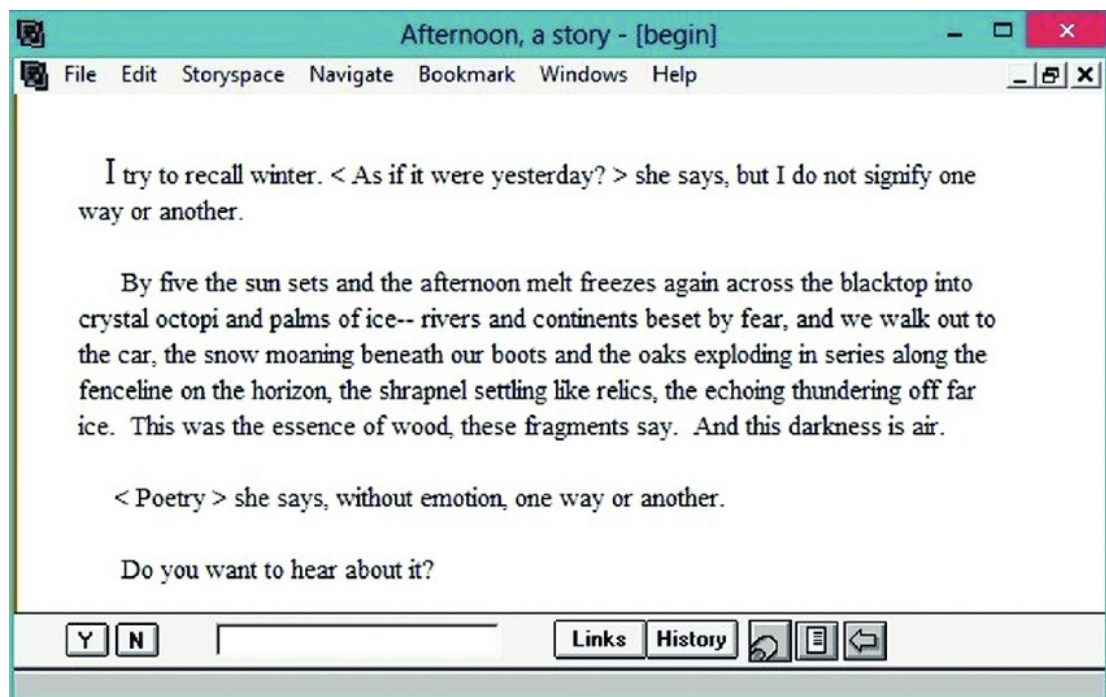 Afternoon, a story - [begin]
File Edit Storyspace Navigate Bookmark Windows Help
I try to recall winter. < As if it were yesterday? > she says, but I do not signify one
way or another.
By five the sun sets and the afternoon melt freezes again across the blacktop into
crystal octopi and palms of ice-- rivers and continents beset by fear, and we walk out to
the car, the snow moaning beneath our boots and the oaks exploding in series along the
fenceline on the horizon, the shrapnel settling like relics, the echoing thundering off far
ice. This was the essence of wood, these fragments say. And this darkness is air.
< Poetry > she says, without emotion, one way or another.
Do you want to hear about it?
Y N Links History